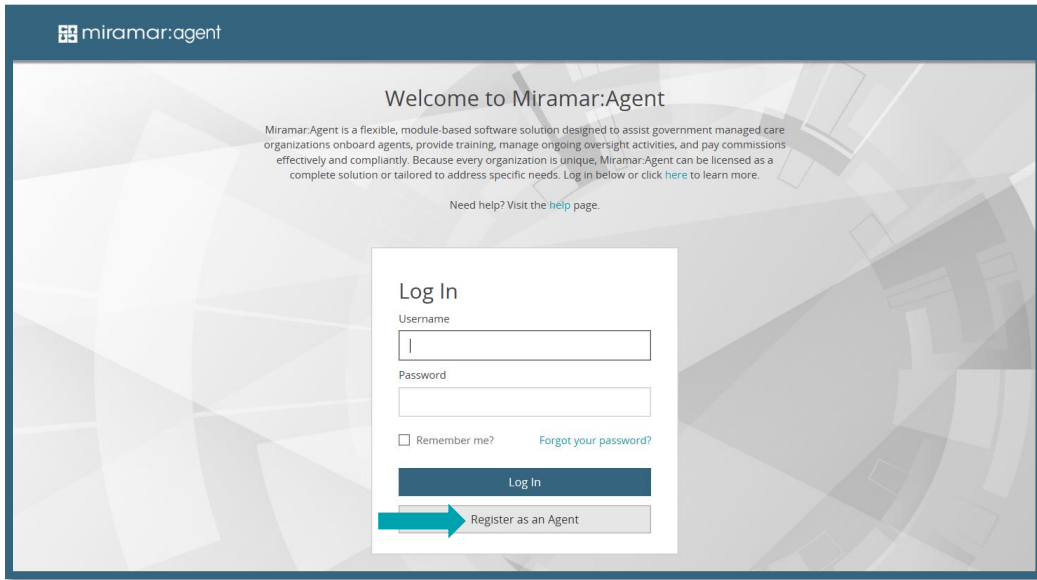 miramar:agent
Welcome to Miramar:Agent
Miramar:Agent is a flexible, module-based software solution designed to assist government managed care
organizations onboard agents, provide training, manage ongoing oversight activities, and pay commissions
effectively and compliantly. Because every organization is unique, Miramar:Agent can be licensed as a
complete solution or tailored to address specific needs. Log in below or click here to learn more.
Need help? Visit the help page.
Log In
Username
Password
Remember me? Forgot your password?
Log In
Register as an Agent